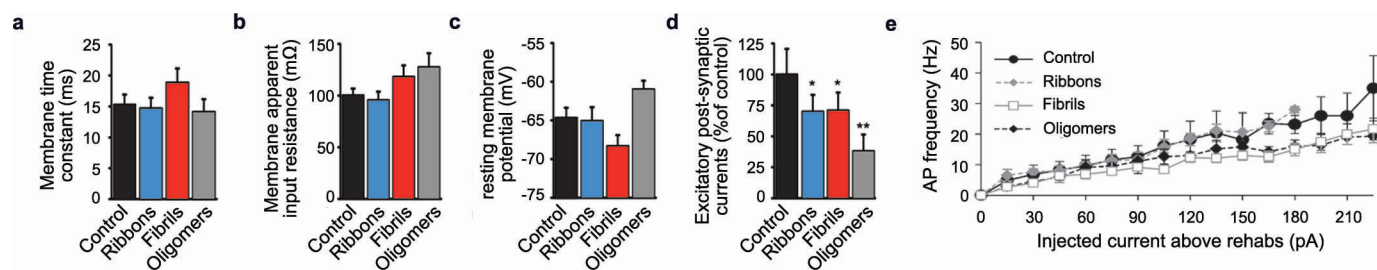 a
Membrane time
constant (ms)
25
20
15
10
5
0
Control
Ribbons
Fibrils
Oligomers
b
Membrane apparent
input resistance (mΩ)
150
100
50
0
Control
Ribbons
Fibrils
Oligomers
c
resting membrane
potential (mV)
-55
-60
-65
-70
-75
Control
Ribbons
Fibrils
Oligomers
d
Excitatory post-synaptic
currents (%of control)
125
100
75
50
25
0
*
*
**
Control
Ribbons
Fibrils
Oligomers
e
AP frequency (Hz)
50
40
30
20
10
0
Control
Ribbons
Fibrils
Oligomers
0 30 60 90 120 150 180 210
Injected current above rehabs (pA)